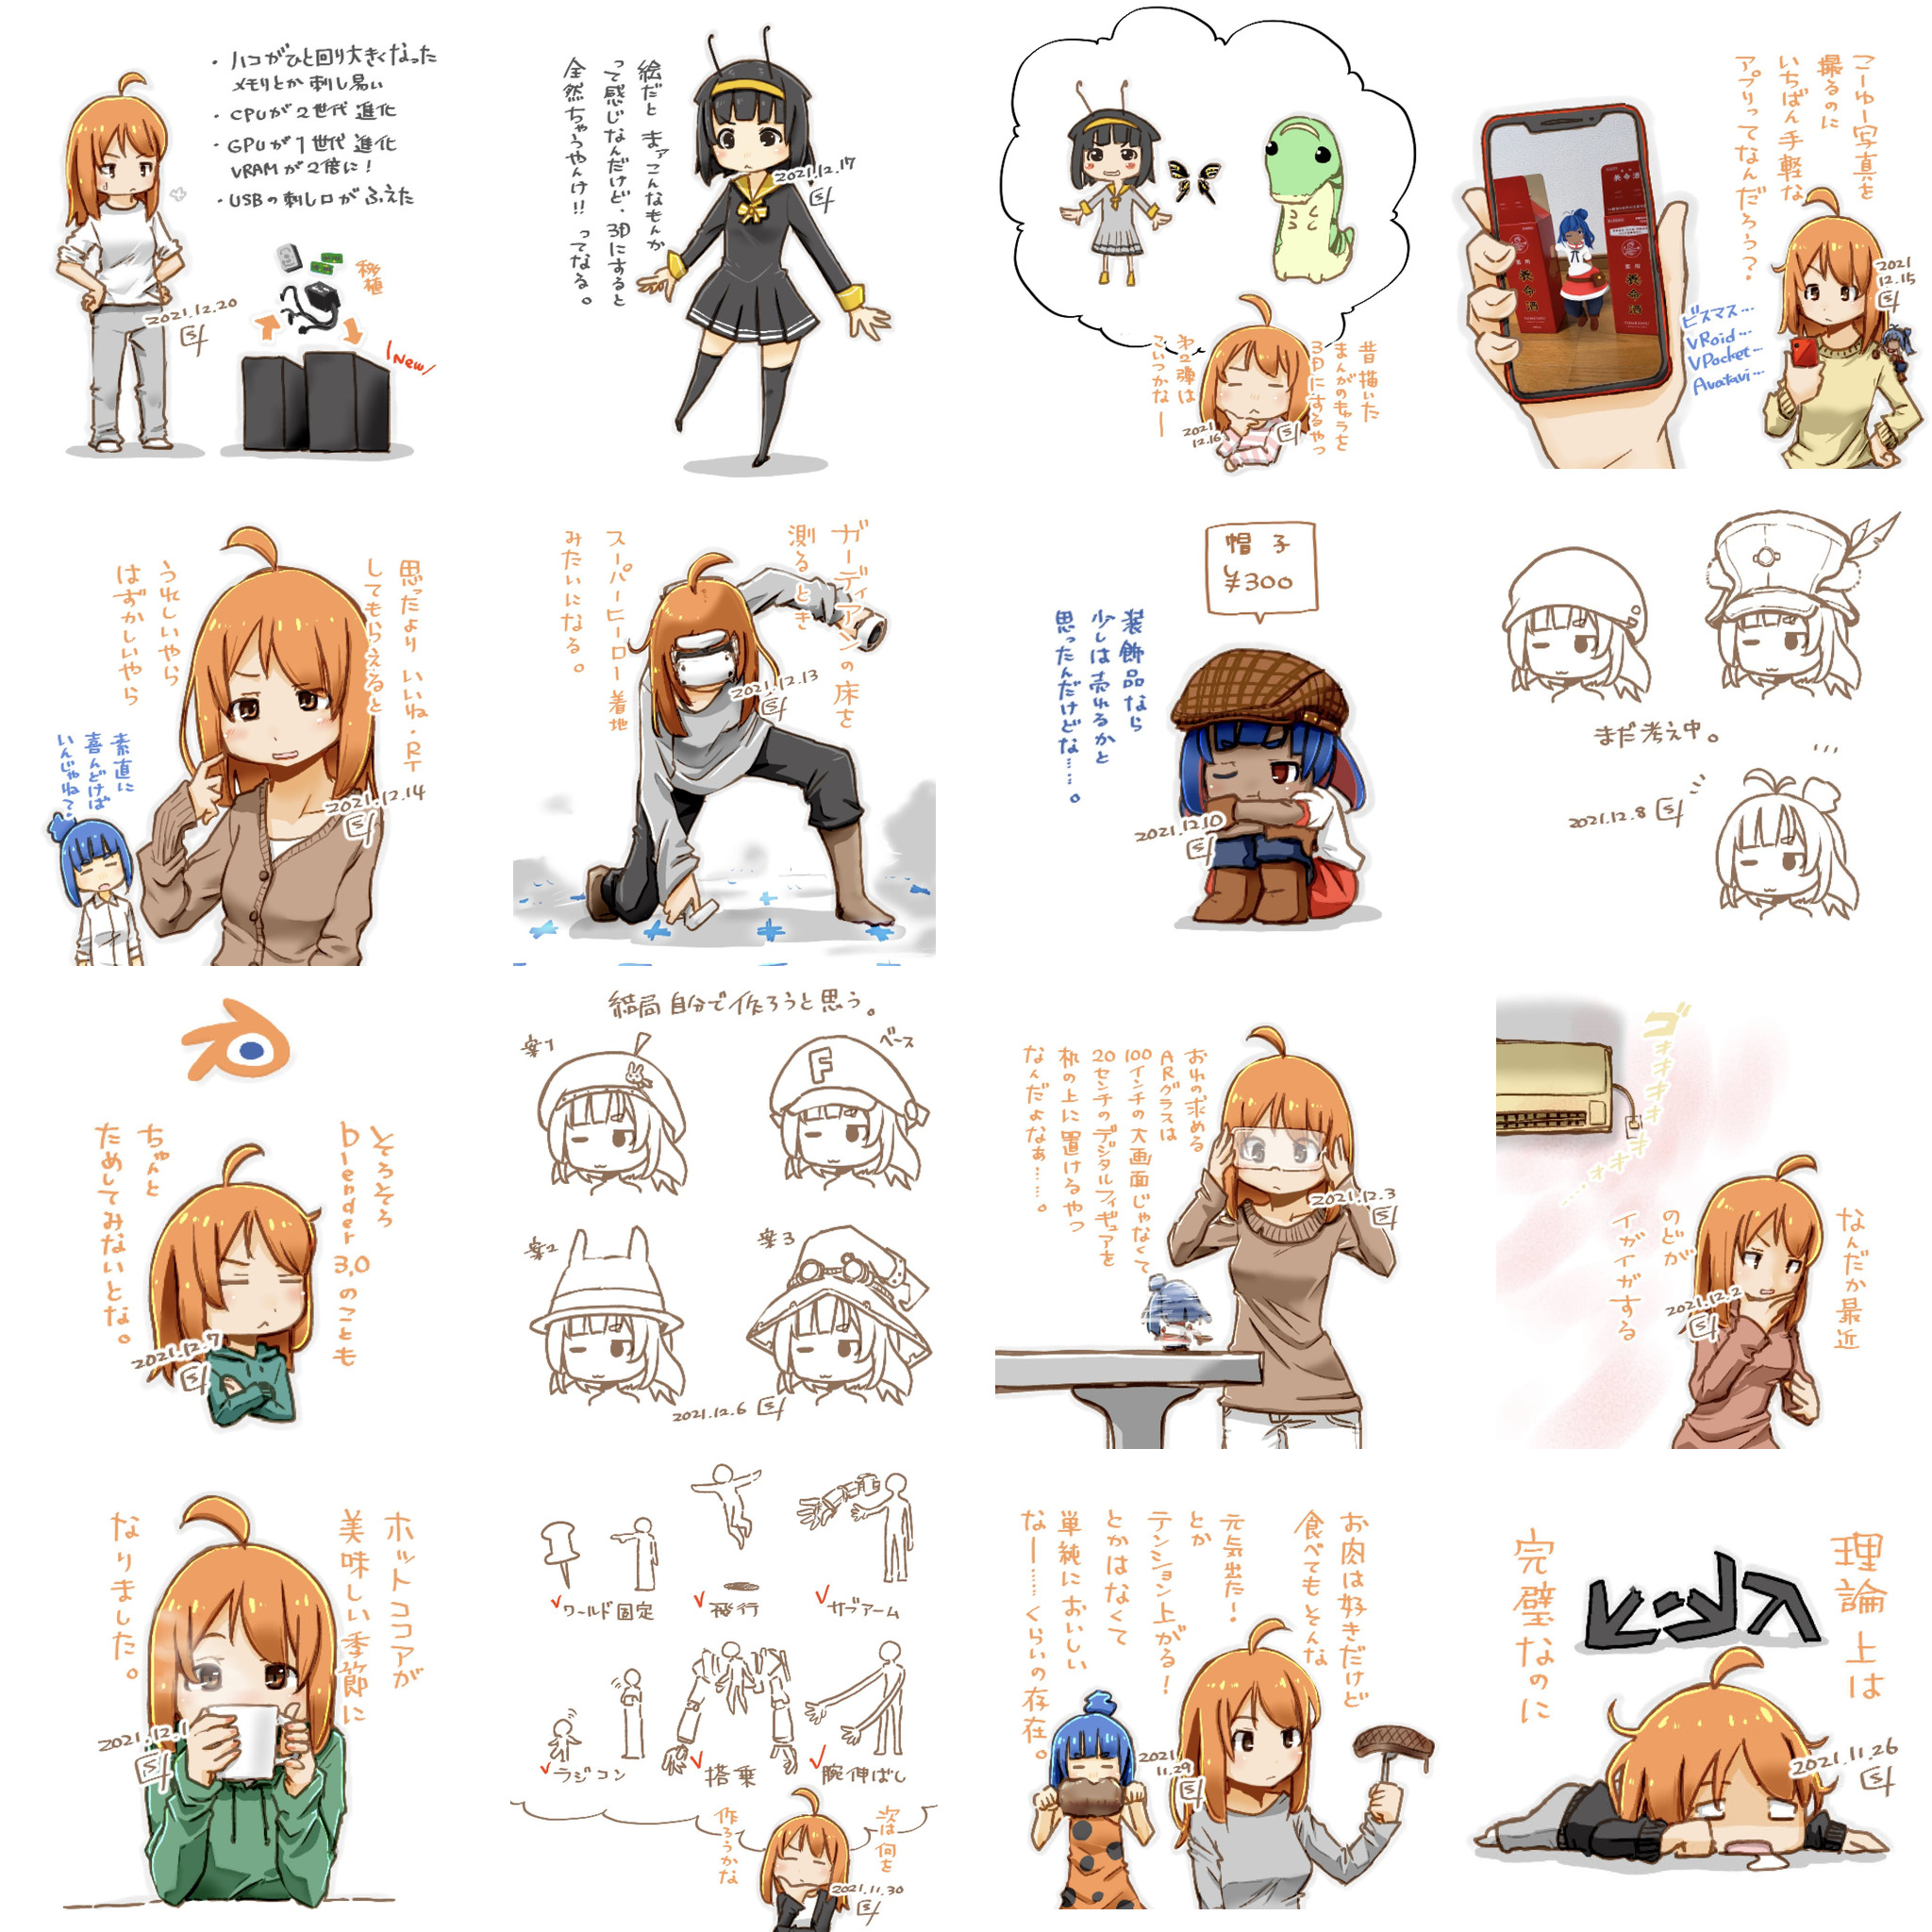 ・ハコがひと回り大きくなった
メモリとか刺し易い
・CPUが2世代進化
・GPUが1世代進化
VRAMが2倍に!
・USBの刺し口がふえた
移植
New
2021.12.20
絵だと まァこんなもんか
って感じなんだけど、3Dにすると
全然ちゃうやんけ!!ってなる。
2021.12.17
昔描いた
まんがのキャラを
3Dにするやつ
第2弾は
こいつかなー
2021
12.16
こーゆー写真を
撮るのに
いちばん手軽な
アプリってなんだろう?
養命酒
養命酒
ビスマス…
VRoid…
VPocket…
Avatavi…
2021
12.15
思ったより いいね・RT
してもらえると
うれしいやら
はずかしいやら
素直に
喜んどけば
いんじゃね?
2021.12.14
ガーディアンの床を
測るとき
スーパーヒーロー着地
みたいになる。
2021.12.13
帽子
¥300
装飾品なら
少しは売れるかと
思ったんだけどな……。
2021.12.10
まだ考え中。
...
2021.12.8
そろそろ
blender3.0のことも
ちゃんと
ためしてみないとな。
2021.12.7
結局自分で作ろうと思う。
案1
ベース
F
案2
案3
2021.12.6
おれの求める
ARグラスは
100インチの大画面じゃなくて
20センチのデジタルフィギュアを
机の上に置けるやつ
なんだよなぁ……。
2021.12.3
ゴォォォォォォォ....
なんだか最近
のどが
イガイガする
2021.12.2
ホットココアが
美味しい季節に
なりました。
2021.12.1
ワールド固定
飛行
サブアーム
ラジコン
搭乗
腕伸ばし
次は何を
作ろうかな
2021.11.30
お肉は好きだけど
食べてもそんな
元気出た!
とか
テンション上がる!
とかはなくて
単純においしい
なー……くらいの存在。
2021
11.29
理論上は
完璧なのに
2021.11.26